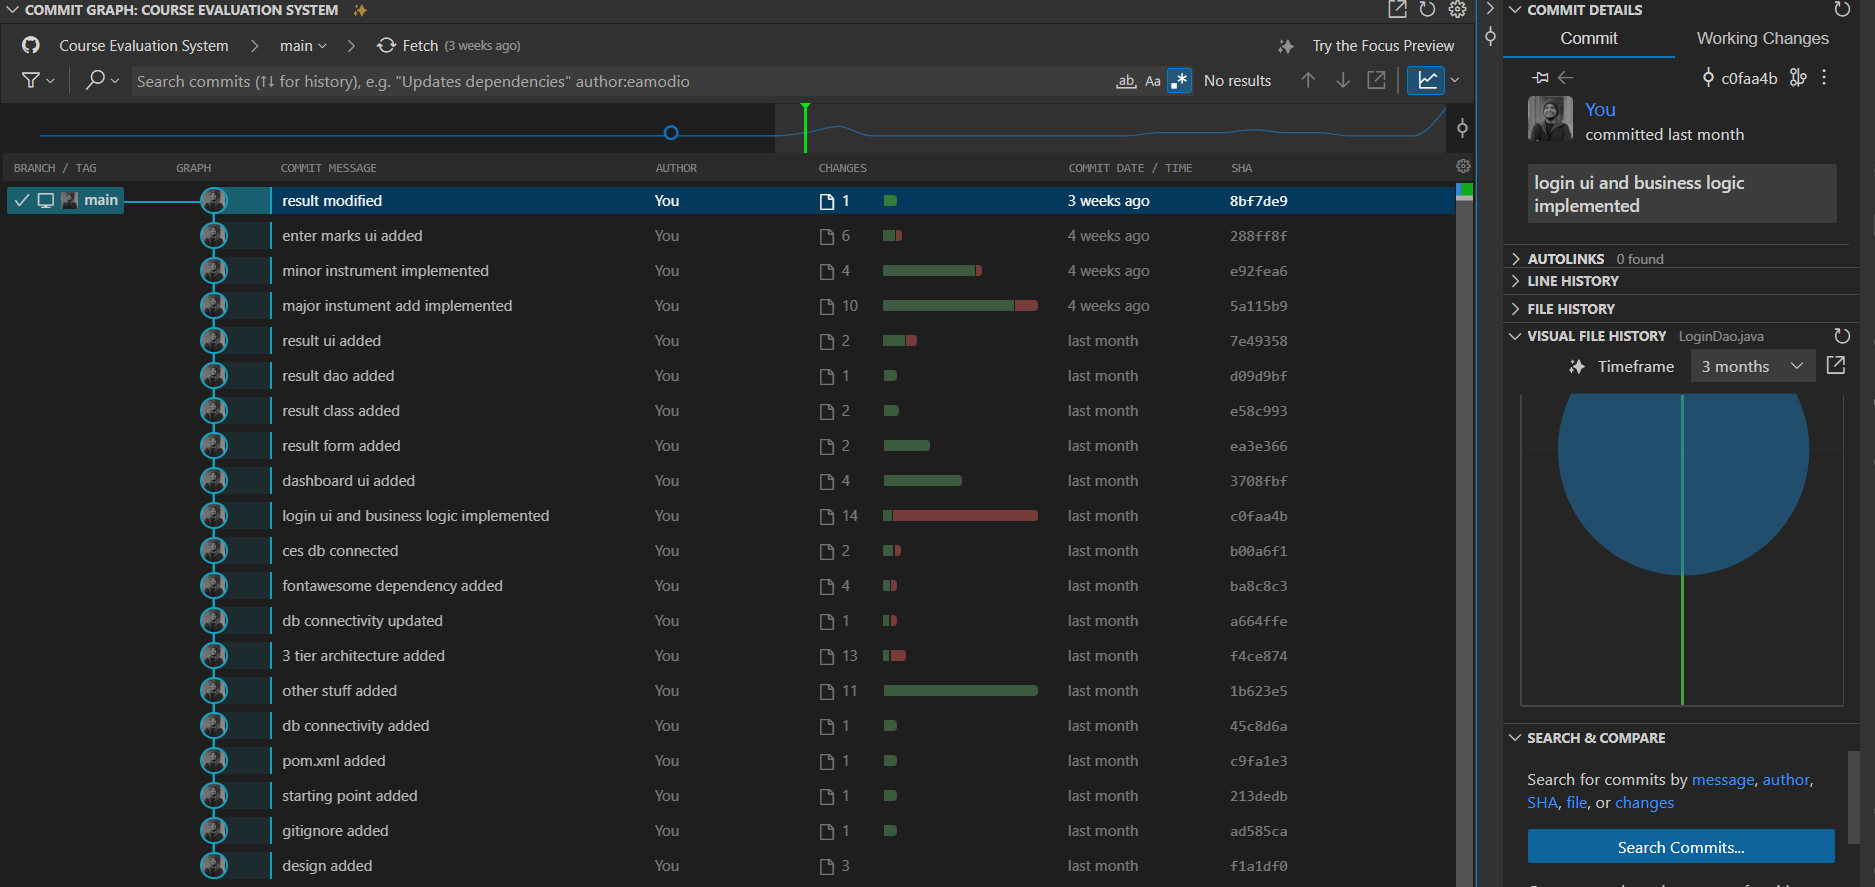 COMMIT GRAPH: COURSE EVALUATION SYSTEM
Course Evaluation System
main
Fetch (3 weeks ago)
Try the Focus Preview
Search commits (↑↓ for history), e.g. "Updates dependencies" author:eamodio
ab
Aa
.*
No results
BRANCH / TAG GRAPH COMMIT MESSAGE AUTHOR CHANGES COMMIT DATE / TIME SHA
main result modified You 1 3 weeks ago 8bf7de9
enter marks ui added You 6 4 weeks ago 288ff8f
minor instrument implemented You 4 4 weeks ago e92fea6
major instument add implemented You 10 4 weeks ago 5a115b9
result ui added You 2 last month 7e49358
result dao added You 1 last month d09d9bf
result class added You 2 last month e58c993
result form added You 2 last month ea3e366
dashboard ui added You 4 last month 3708fbf
login ui and business logic implemented You 14 last month c0faa4b
ces db connected You 2 last month b00a6f1
fontawesome dependency added You 4 last month ba8c8c3
db connectivity updated You 1 last month a664ffe
3 tier architecture added You 13 last month f4ce874
other stuff added You 11 last month 1b623e5
db connectivity added You 1 last month 45c8d6a
pom.xml added You 1 last month c9fa1e3
starting point added You 1 last month 213dedb
gitignore added You 1 last month ad585ca
design added You 3 last month f1a1df0
COMMIT DETAILS
Commit
Working Changes
c0faa4b
You
committed last month
login ui and business logic
implemented
AUTOLINKS 0 found
LINE HISTORY
FILE HISTORY
VISUAL FILE HISTORY LoginDao.java
Timeframe 3 months
SEARCH & COMPARE
Search for commits by message, author,
SHA, file, or changes
Search Commits...